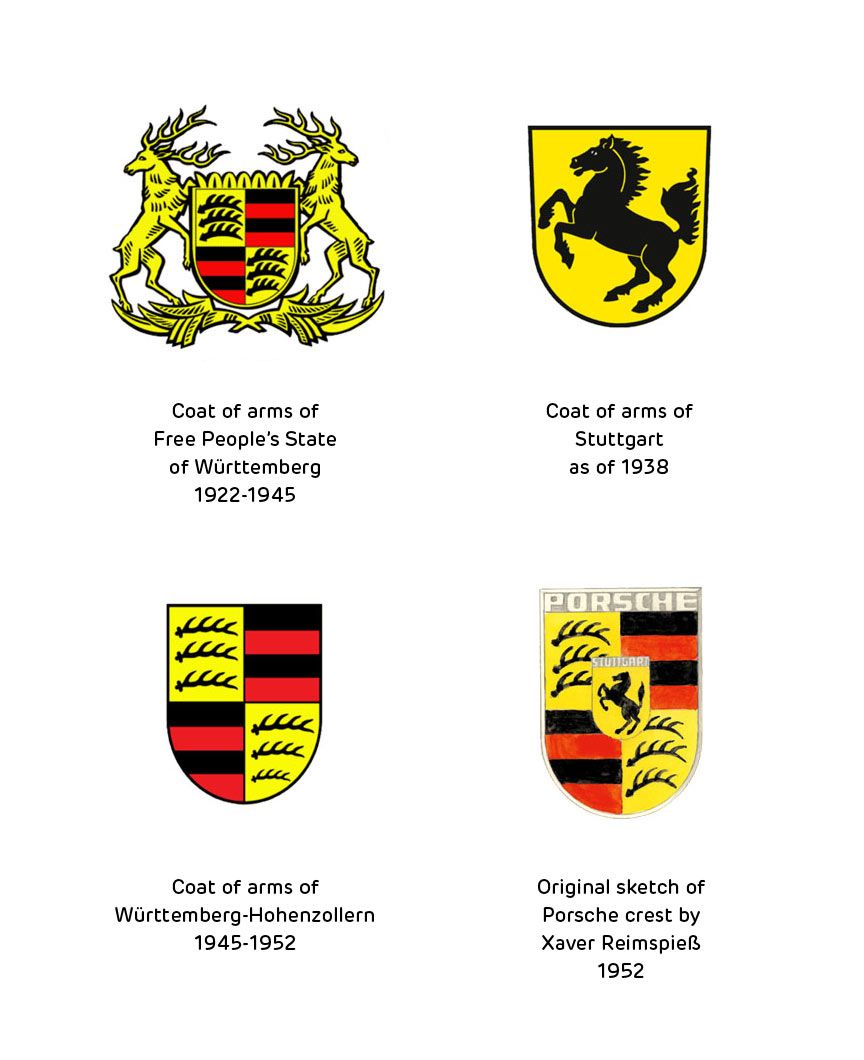 Coat of arms of
Free People's State
of Württemberg
1922-1945
Coat of arms of
Stuttgart
as of 1938
Coat of arms of
Württemberg-Hohenzollern
1945-1952
PORSCHE
STUTTGART
Original sketch of
Porsche crest by
Xaver Reimspieß
1952